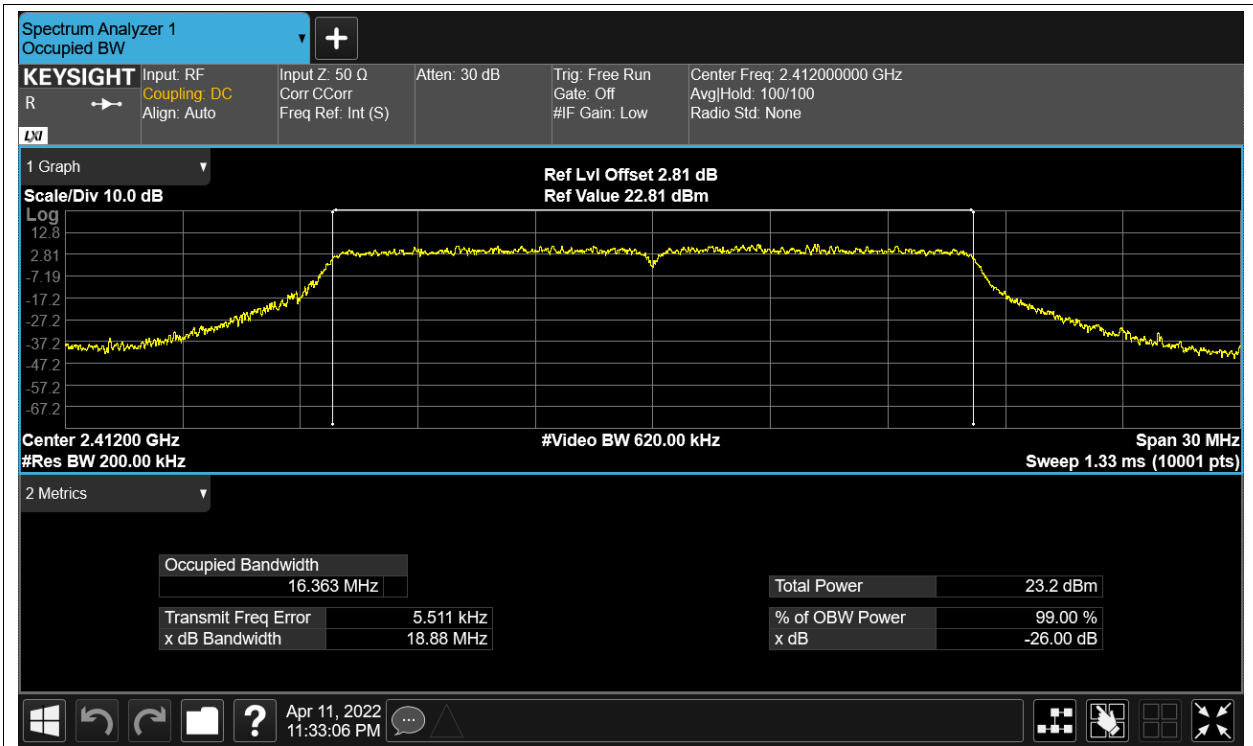 Spectrum Analyzer 1
Occupied BW
+
KEYSIGHT
R
LXI
Input: RF
Coupling: DC
Align: Auto
Input Z: 50 Ω
Corr CCorr
Freq Ref: Int (S)
Atten: 30 dB
Trig: Free Run
Gate: Off
#IF Gain: Low
Center Freq: 2.412000000 GHz
Avg|Hold: 100/100
Radio Std: None
1 Graph
Scale/Div 10.0 dB
Ref Lvl Offset 2.81 dB
Ref Value 22.81 dBm
Log
12.8
2.81
-7.19
-17.2
-27.2
-37.2
-47.2
-57.2
-67.2
Center 2.41200 GHz
#Video BW 620.00 kHz
Span 30 MHz
#Res BW 200.00 kHz
Sweep 1.33 ms (10001 pts)
2 Metrics
Occupied Bandwidth
16.363 MHz
Transmit Freq Error 5.511 kHz
x dB Bandwidth 18.88 MHz
Total Power 23.2 dBm
% of OBW Power 99.00 %
x dB -26.00 dB
?
Apr 11, 2022
11:33:06 PM